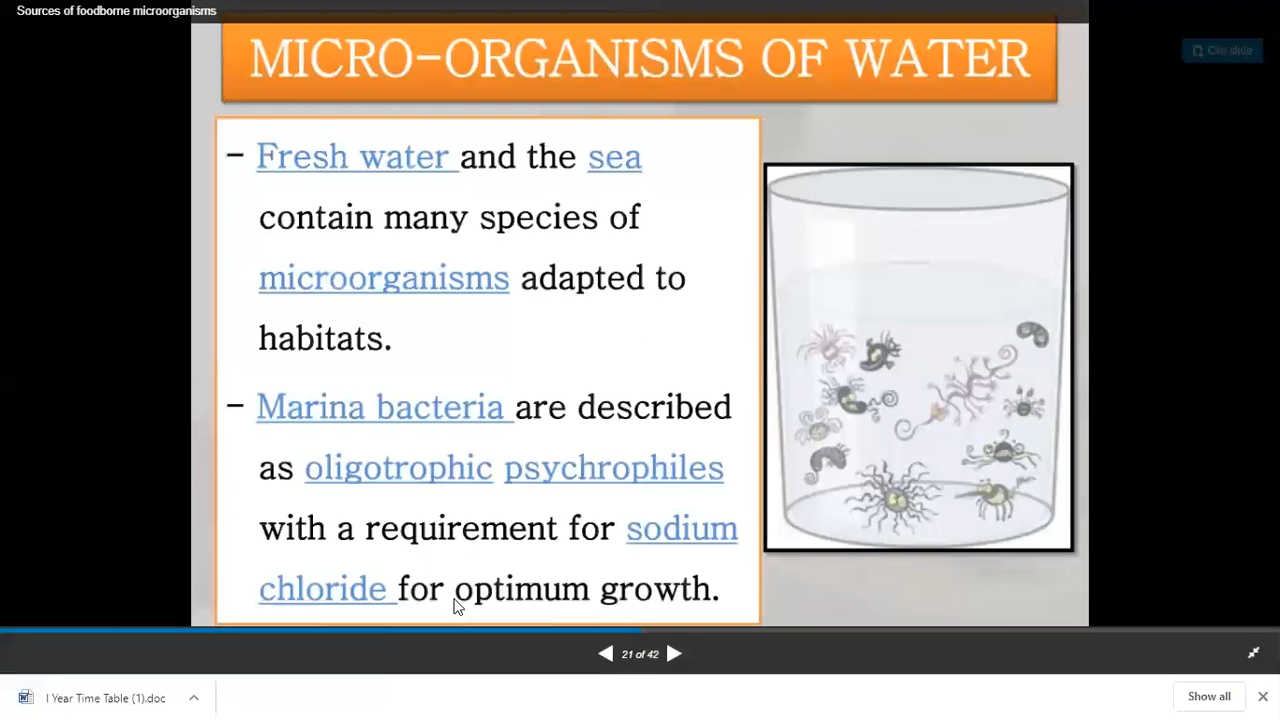 Sources of foodborne microorganisms
Clip slide
MICRO-ORGANISMS OF WATER
– Fresh water and the sea
contain many species of
microorganisms adapted to
habitats.
– Marina bacteria are described
as oligotrophic psychrophiles
with a requirement for sodium
chloride for optimum growth.
21 of 42
I Year Time Table (1).doc
Show all